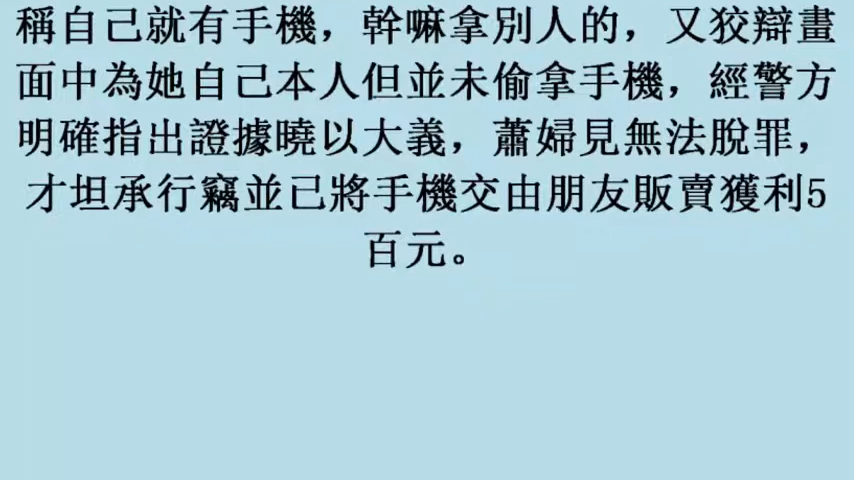 稱自己就有手機，幹嘛拿別人的，又狡辯畫
面中為她自己本人但並未偷拿手機，經警方
明確指出證據曉以大義，蕭婦見無法脫罪，
才坦承行竊並己將手機交由朋友販賣獲利5
百元。